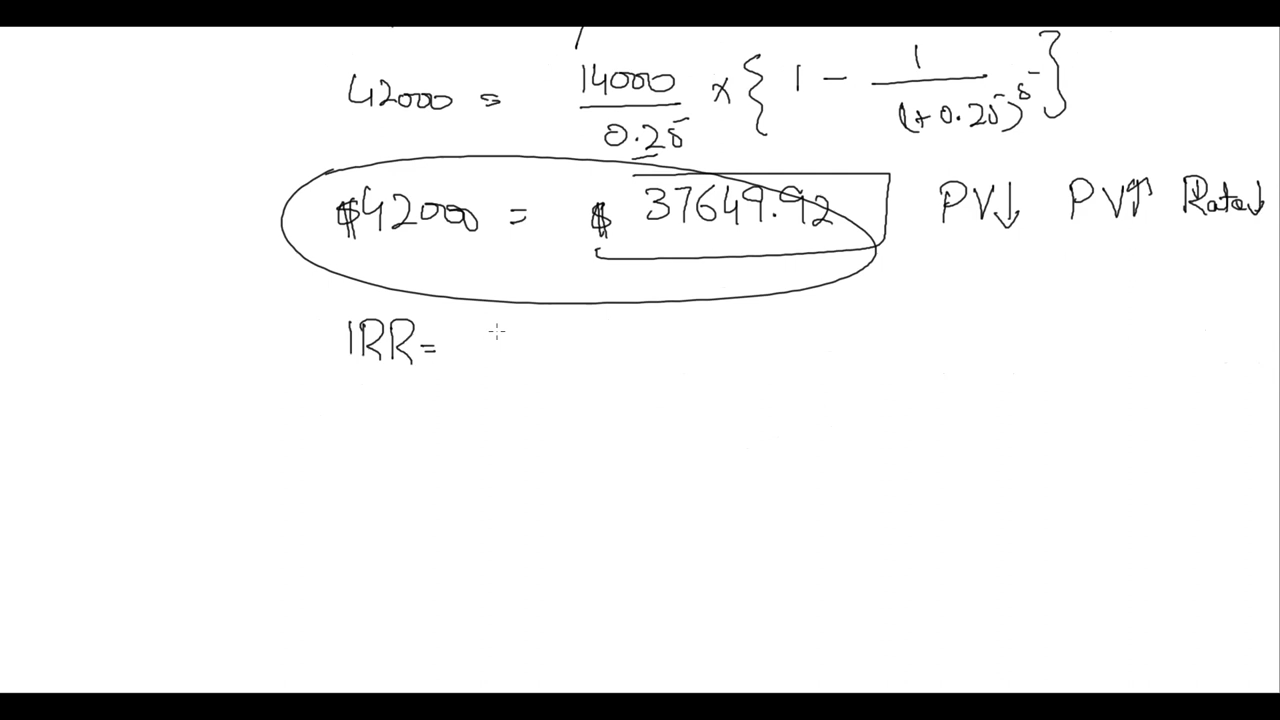 42000 = 14000/0.25 × { 1 - 1/(1+0.25)^5 }
$42000 = $ 37649.92 PV↓ PV↑ Rate↓
IRR=